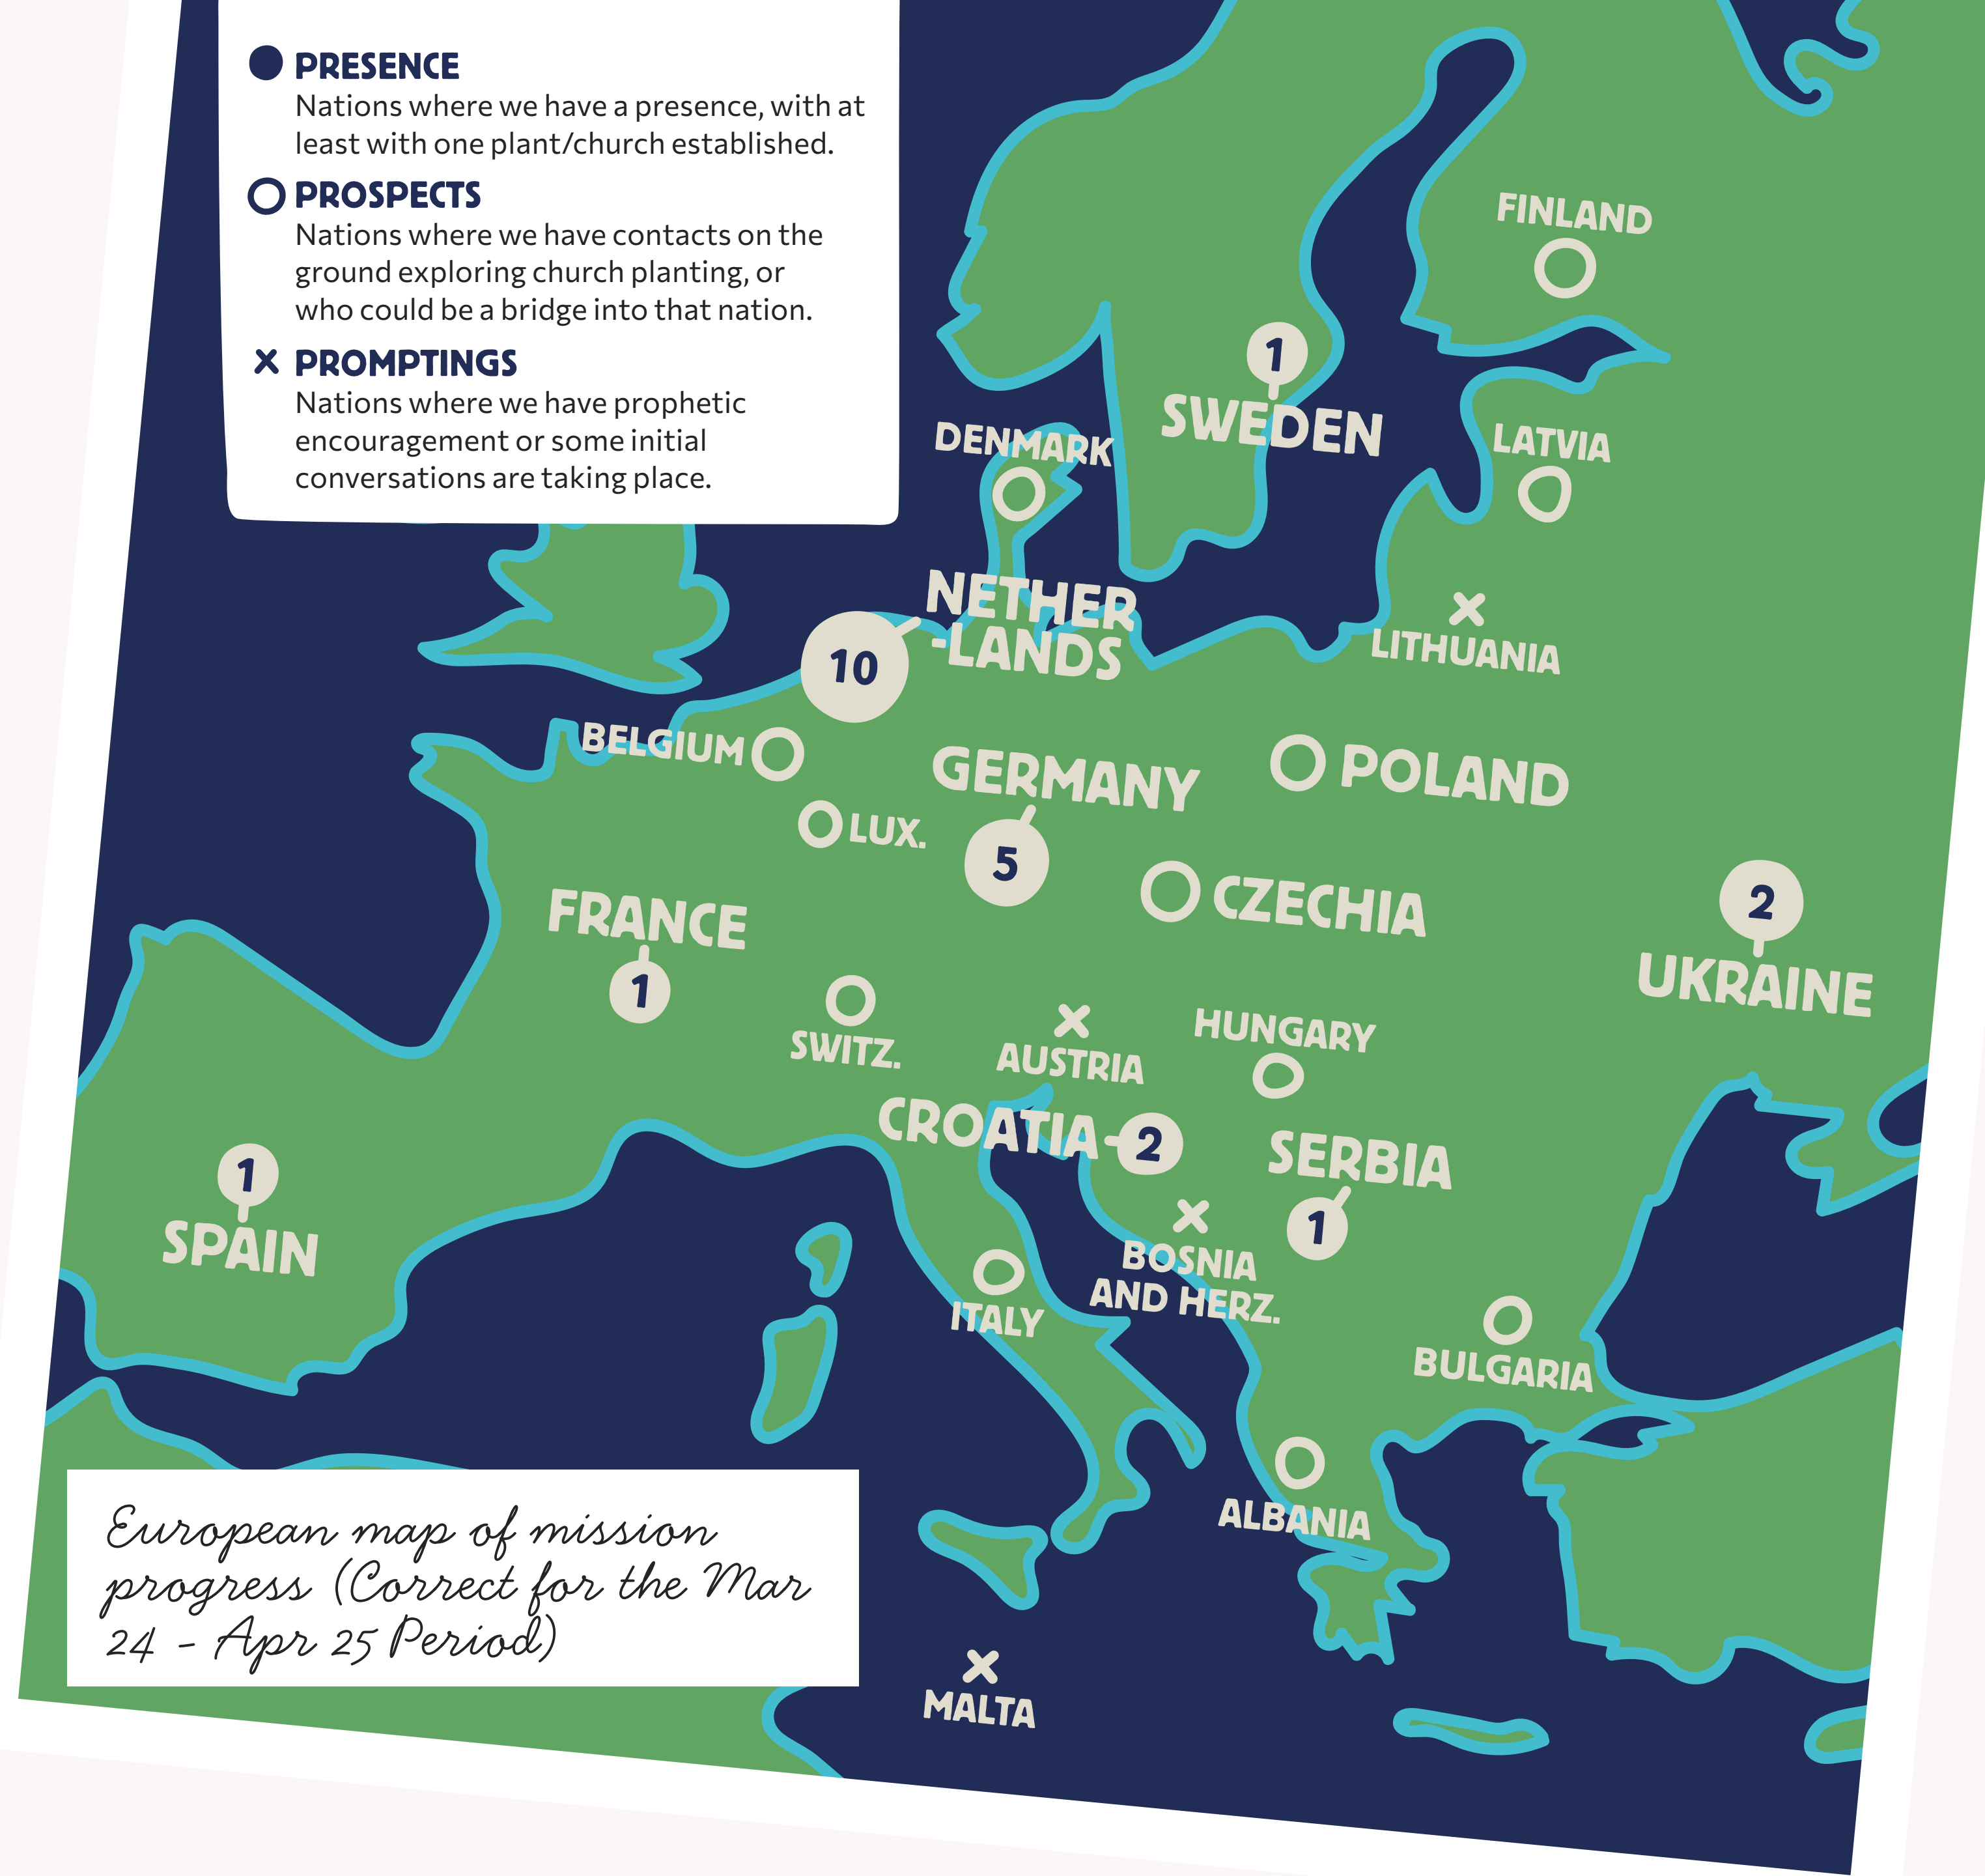 PRESENCE
Nations where we have a presence, with at
least with one plant/church established.
PROSPECTS
Nations where we have contacts on the
ground exploring church planting, or
who could be a bridge into that nation.
PROMPTINGS
Nations where we have prophetic
encouragement or some initial
conversations are taking place.
FINLAND
1
SWEDEN
DENMARK
LATVIA
NETHER
-LANDS
10
LITHUANIA
BELGIUM
GERMANY
5
POLAND
LUX.
CZECHIA
2
UKRAINE
FRANCE
1
SWITZ.
AUSTRIA
HUNGARY
CROATIA
2
SERBIA
1
1
SPAIN
BOSNIA
AND HERZ.
ITALY
BULGARIA
ALBANIA
European map of mission
progress (Correct for the Mar
24 - Apr 25 Period)
MALTA